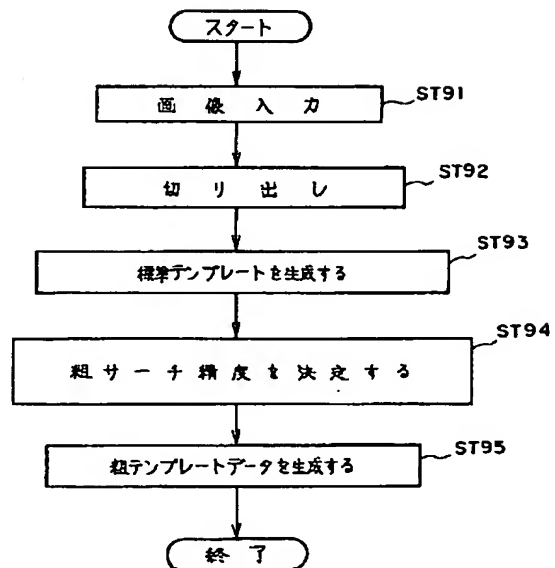 スタート
画像入力
ST91
切り出し
ST92
標準テンプレートを生成する
ST93
粗サーチ精度を決定する
ST94
粗テンプレートデータを生成する
ST95
終了